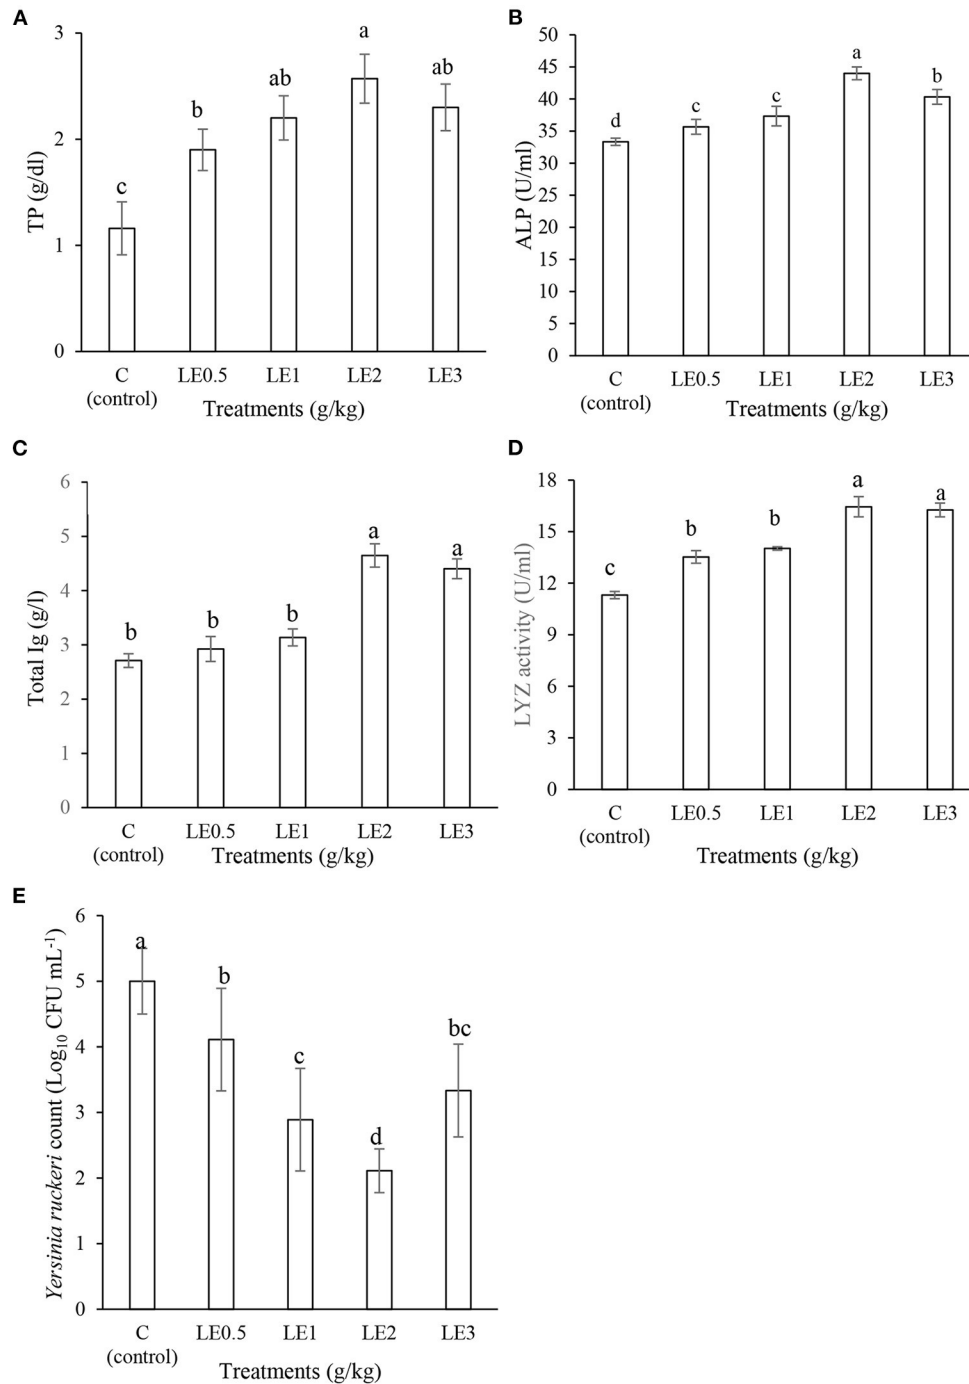 A
TP (g/dl)
3
2
1
0
c
b
ab
a
ab
C
(control)
LE0.5
LE1
LE2
LE3
Treatments (g/kg)
B
ALP (U/ml)
50
45
40
35
30
25
20
15
10
5
0
d
c
c
a
b
C
(control)
LE0.5
LE1
LE2
LE3
Treatments (g/kg)
C
Total Ig (g/l)
6
5
4
3
2
1
0
b
b
b
a
a
C
(control)
LE0.5
LE1
LE2
LE3
Treatments (g/kg)
D
LYZ activity (U/ml)
18
15
12
9
6
3
0
c
b
b
a
a
C
(control)
LE0.5
LE1
LE2
LE3
Treatments (g/kg)
E
Yersinia ruckeri count (Log₁₀ CFU mL⁻¹)
6
5
4
3
2
1
0
a
b
c
d
bc
C
(control)
LE0.5
LE1
LE2
LE3
Treatments (g/kg)